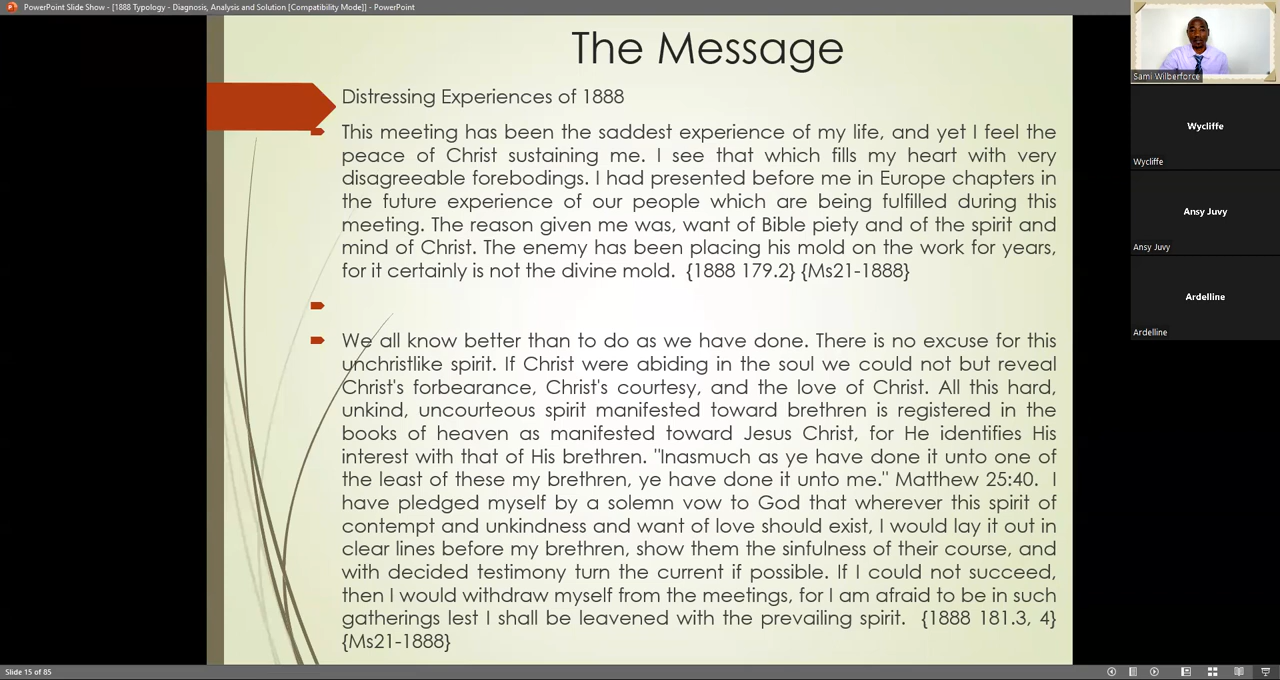 PowerPoint Slide Show - [1888 Typology - Diagnosis, Analysis and Solution [Compatibility Mode]] - PowerPoint
The Message
Distressing Experiences of 1888
This meeting has been the saddest experience of my life, and yet I feel the
peace of Christ sustaining me. I see that which fills my heart with very
disagreeable forebodings. I had presented before me in Europe chapters in
the future experience of our people which are being fulfilled during this
meeting. The reason given me was, want of Bible piety and of the spirit and
mind of Christ. The enemy has been placing his mold on the work for years,
for it certainly is not the divine mold. {1888 179.2} {Ms21-1888}
We all know better than to do as we have done. There is no excuse for this
unchristlike spirit. If Christ were abiding in the soul we could not but reveal
Christ's forbearance, Christ's courtesy, and the love of Christ. All this hard,
unkind, uncourteous spirit manifested toward brethren is registered in the
books of heaven as manifested toward Jesus Christ, for He identifies His
interest with that of His brethren. "Inasmuch as ye have done it unto one of
the least of these my brethren, ye have done it unto me." Matthew 25:40. I
have pledged myself by a solemn vow to God that wherever this spirit of
contempt and unkindness and want of love should exist, I would lay it out in
clear lines before my brethren, show them the sinfulness of their course, and
with decided testimony turn the current if possible. If I could not succeed,
then I would withdraw myself from the meetings, for I am afraid to be in such
gatherings lest I shall be leavened with the prevailing spirit. {1888 181.3, 4}
{Ms21-1888}
Sami Wilberforce
Wycliffe
Wycliffe
Ansy Juvy
Ansy Juvy
Ardelline
Ardelline
Slide 15 of 85